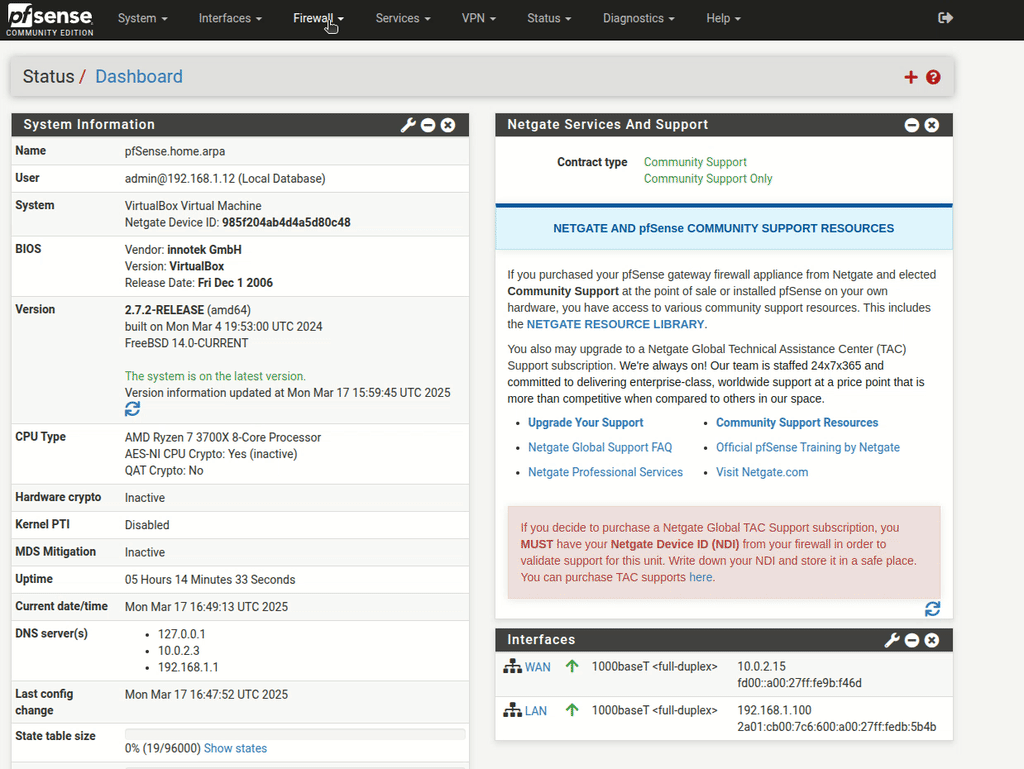 pfsense
COMMUNITY EDITION
System
Interfaces
Firewall
Services
VPN
Status
Diagnostics
Help
Status / Dashboard
System Information
Name pfSense.home.arpa
User admin@192.168.1.12 (Local Database)
System VirtualBox Virtual Machine
Netgate Device ID: 985f204ab4d4a5d80c48
BIOS Vendor: innotek GmbH
Version: VirtualBox
Release Date: Fri Dec 1 2006
Version 2.7.2-RELEASE (amd64)
built on Mon Mar 4 19:53:00 UTC 2024
FreeBSD 14.0-CURRENT
The system is on the latest version.
Version information updated at Mon Mar 17 15:59:45 UTC 2025
CPU Type AMD Ryzen 7 3700X 8-Core Processor
AES-NI CPU Crypto: Yes (inactive)
QAT Crypto: No
Hardware crypto Inactive
Kernel PTI Disabled
MDS Mitigation Inactive
Uptime 05 Hours 14 Minutes 33 Seconds
Current date/time Mon Mar 17 16:49:13 UTC 2025
DNS server(s) • 127.0.0.1
• 10.0.2.3
• 192.168.1.1
Last config Mon Mar 17 16:47:52 UTC 2025
change
State table size
0% (19/96000) Show states
Netgate Services And Support
Contract type Community Support
Community Support Only
NETGATE AND pfSense COMMUNITY SUPPORT RESOURCES
If you purchased your pfSense gateway firewall appliance from Netgate and elected
Community Support at the point of sale or installed pfSense on your own
hardware, you have access to various community support resources. This includes
the NETGATE RESOURCE LIBRARY.
You also may upgrade to a Netgate Global Technical Assistance Center (TAC)
Support subscription. We're always on! Our team is staffed 24x7x365 and
committed to delivering enterprise-class, worldwide support at a price point that is
more than competitive when compared to others in our space.
• Upgrade Your Support • Community Support Resources
• Netgate Global Support FAQ • Official pfSense Training by Netgate
• Netgate Professional Services • Visit Netgate.com
If you decide to purchase a Netgate Global TAC Support subscription, you
MUST have your Netgate Device ID (NDI) from your firewall in order to
validate support for this unit. Write down your NDI and store it in a safe place.
You can purchase TAC supports here.
Interfaces
WAN 1000baseT <full-duplex> 10.0.2.15
fd00::a00:27ff:fe9b:f46d
LAN 1000baseT <full-duplex> 192.168.1.100
2a01:cb00:7c6:600:a00:27ff:fedb:5b4b